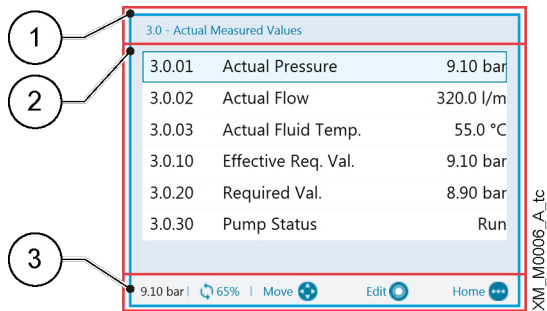 1
3.0 - Actual Measured Values
2
3.0.01 Actual Pressure 9.10 bar
3.0.02 Actual Flow 320.0 l/m
3.0.03 Actual Fluid Temp. 55.0 °C
3.0.10 Effective Req. Val. 9.10 bar
3.0.20 Required Val. 8.90 bar
3.0.30 Pump Status Run
3
9.10 bar | 65% | Move Edit Home
XM_M0006_A_tc